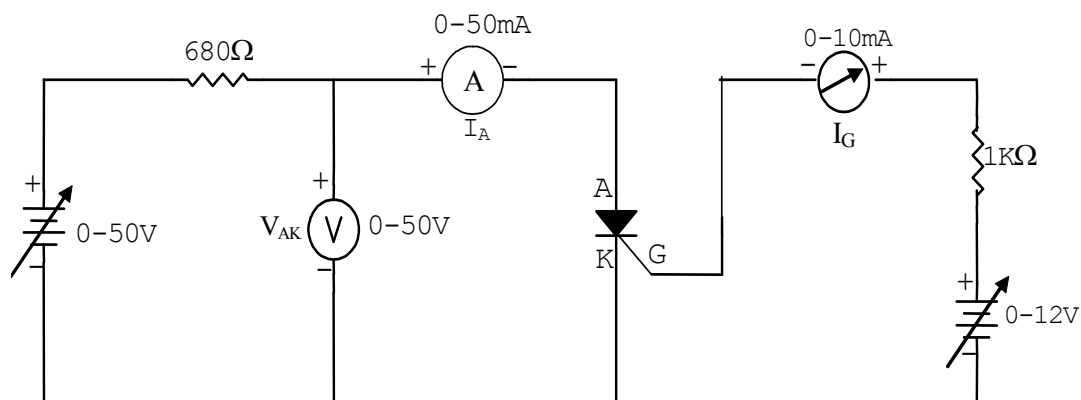 0-50mA
680Ω
+ A -
I_A
0-10mA
- +
I_G
1KΩ
+
0-50V
-
+
V_AK V 0-50V
-
A
K G
+
0-12V
-